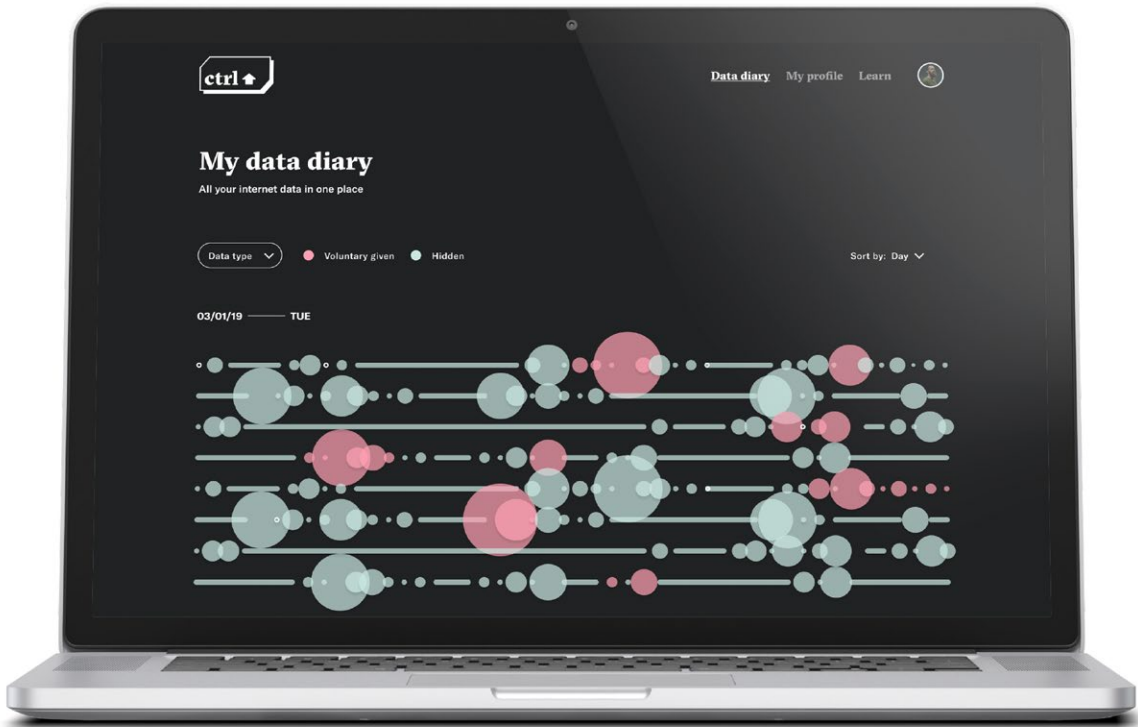 ctrl
Data diary My profile Learn
My data diary
All your internet data in one place
Data type Voluntary given Hidden Sort by: Day
03/01/19 TUE